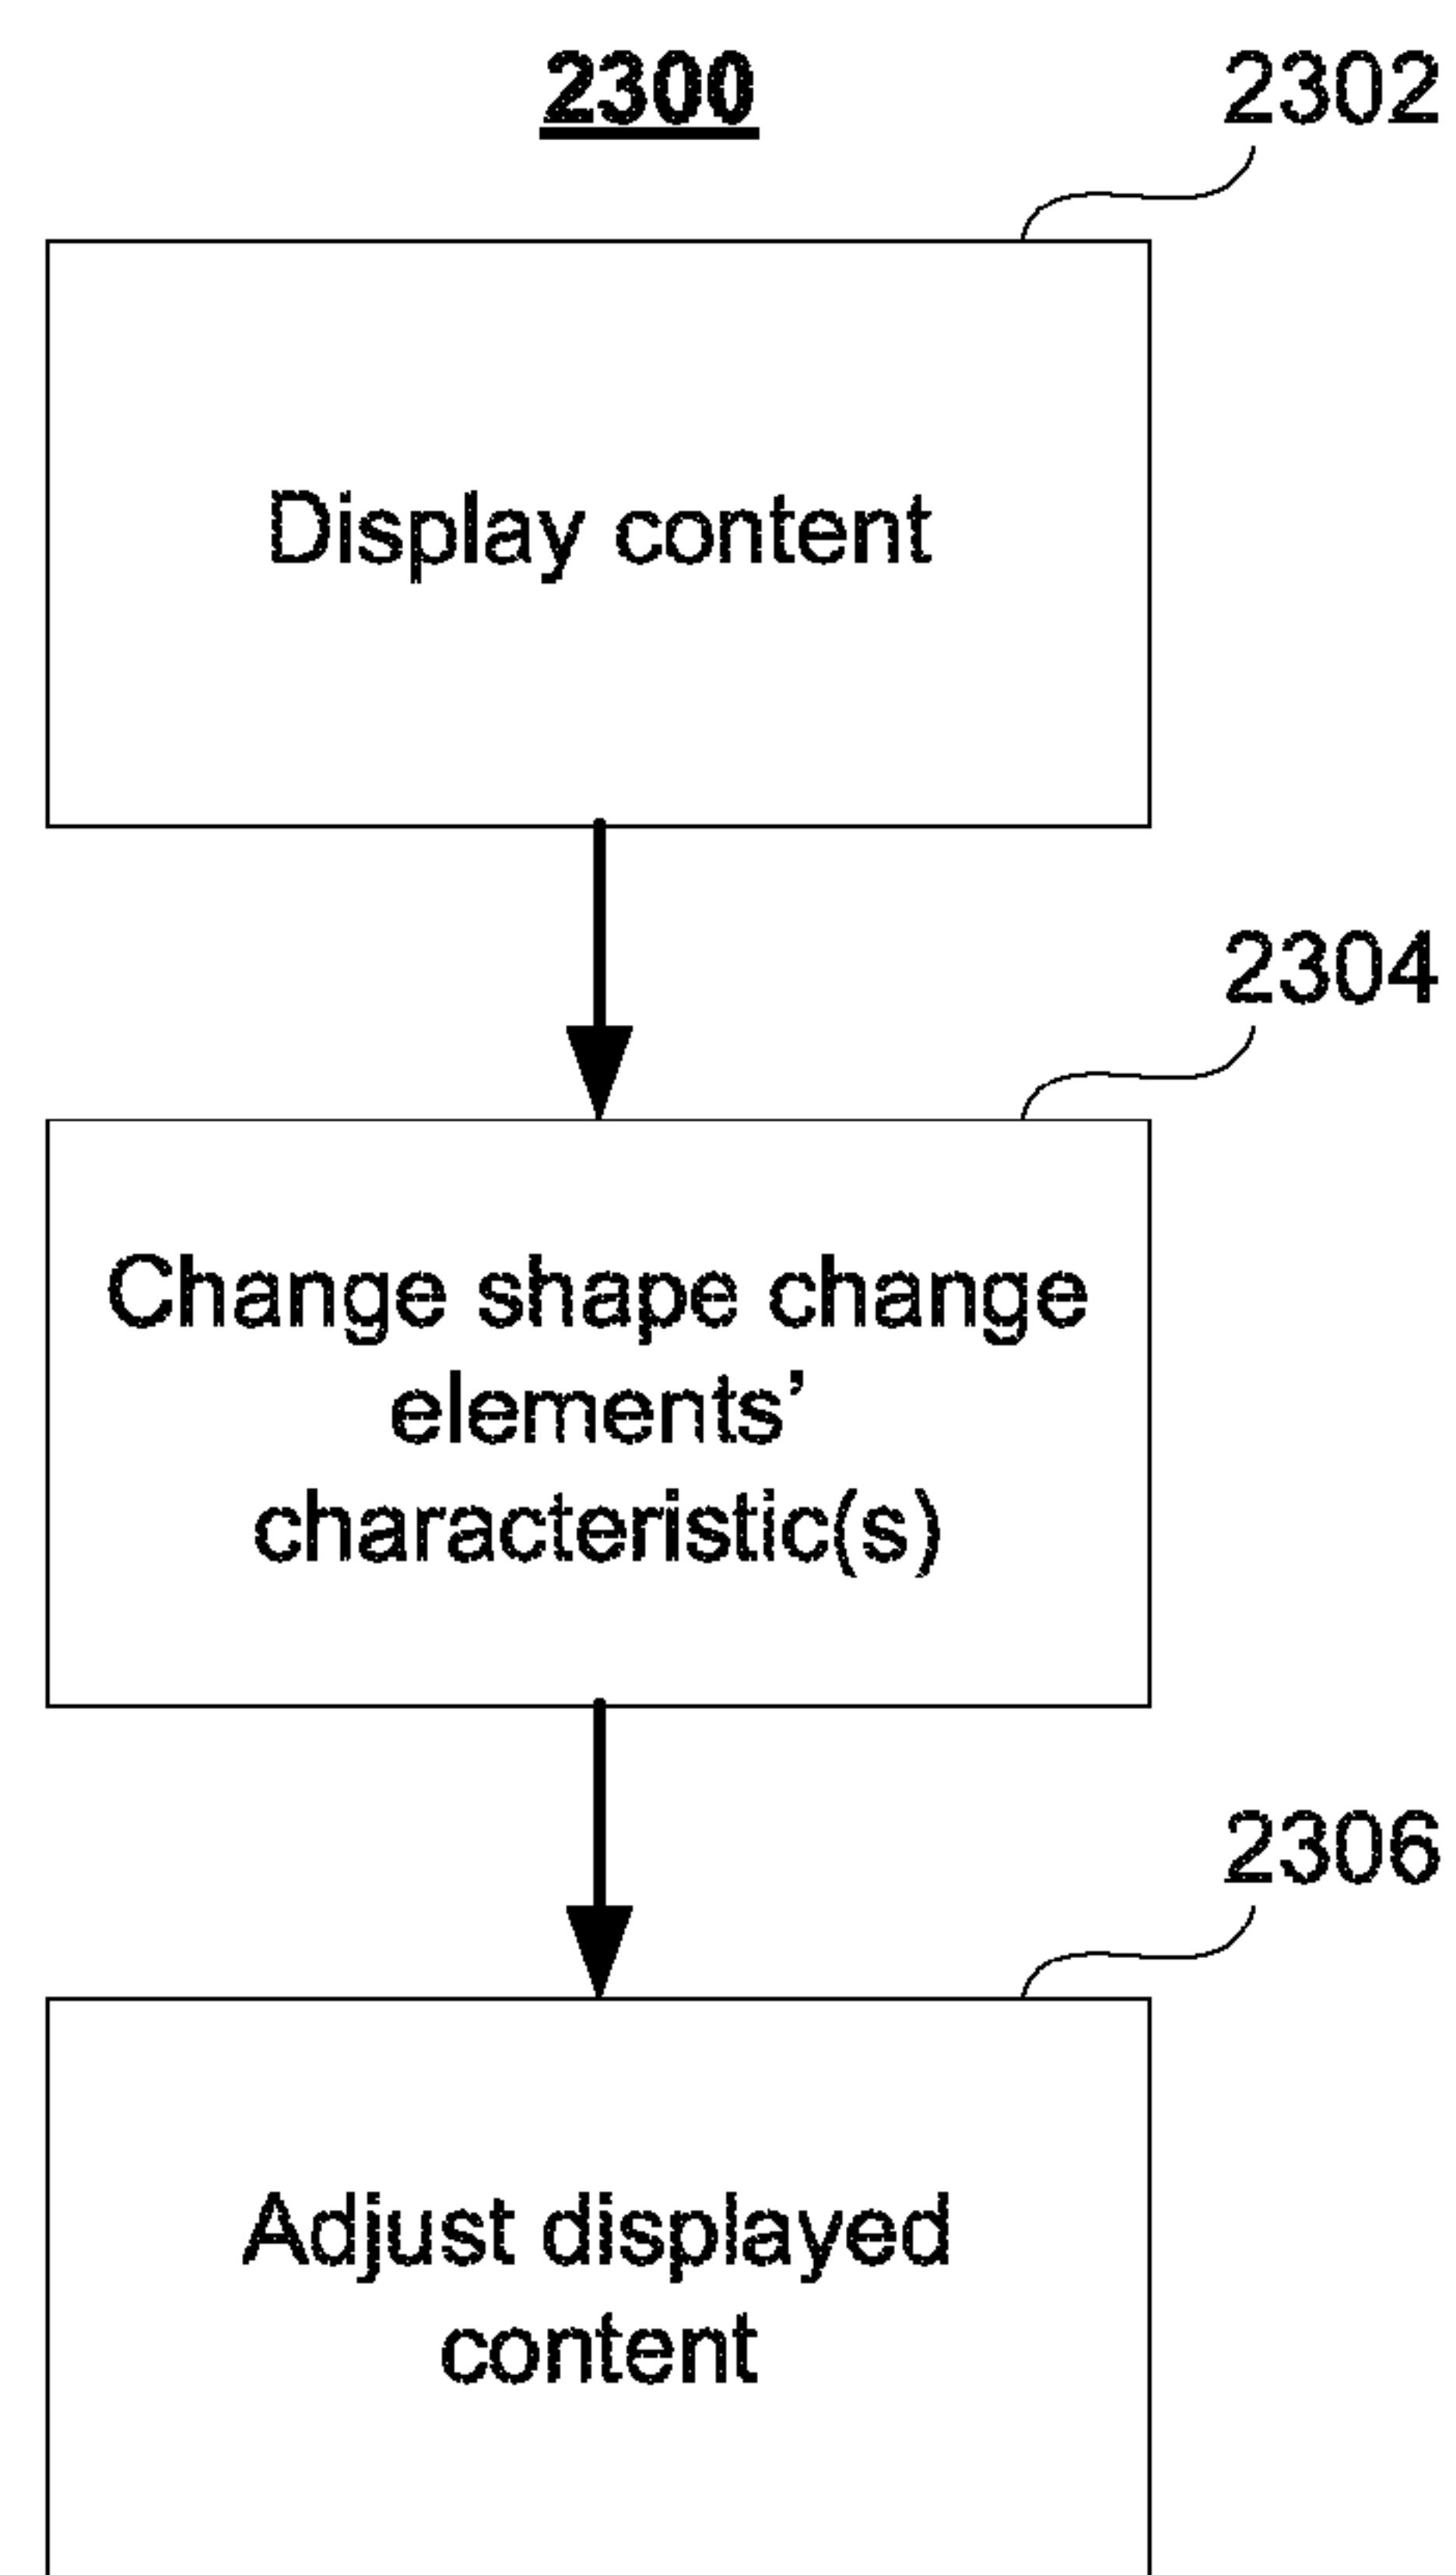 2300
2302
Display content
2304
Change shape change
elements’
characteristic(s)
2306
Adjust displayed
content